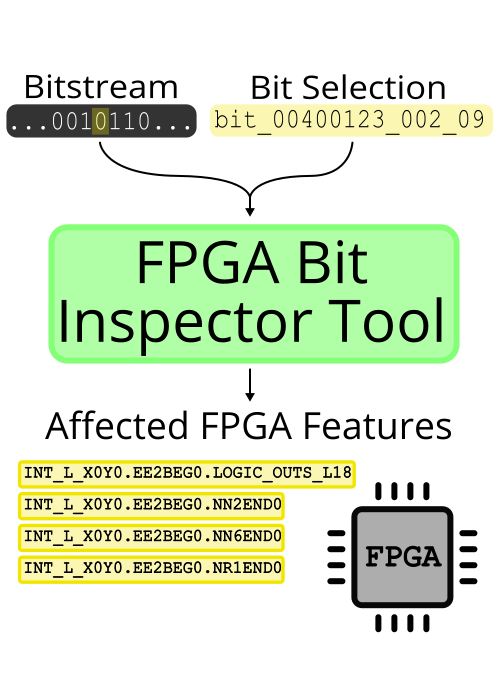 Bitstream
Bit Selection
...0010110...
bit_00400123_002_09
FPGA Bit
Inspector Tool
Affected FPGA Features
INT_L_X0Y0.EE2BEG0.LOGIC_OUTS_L18
INT_L_X0Y0.EE2BEG0.NN2END0
INT_L_X0Y0.EE2BEG0.NN6END0
INT_L_X0Y0.EE2BEG0.NR1END0
FPGA